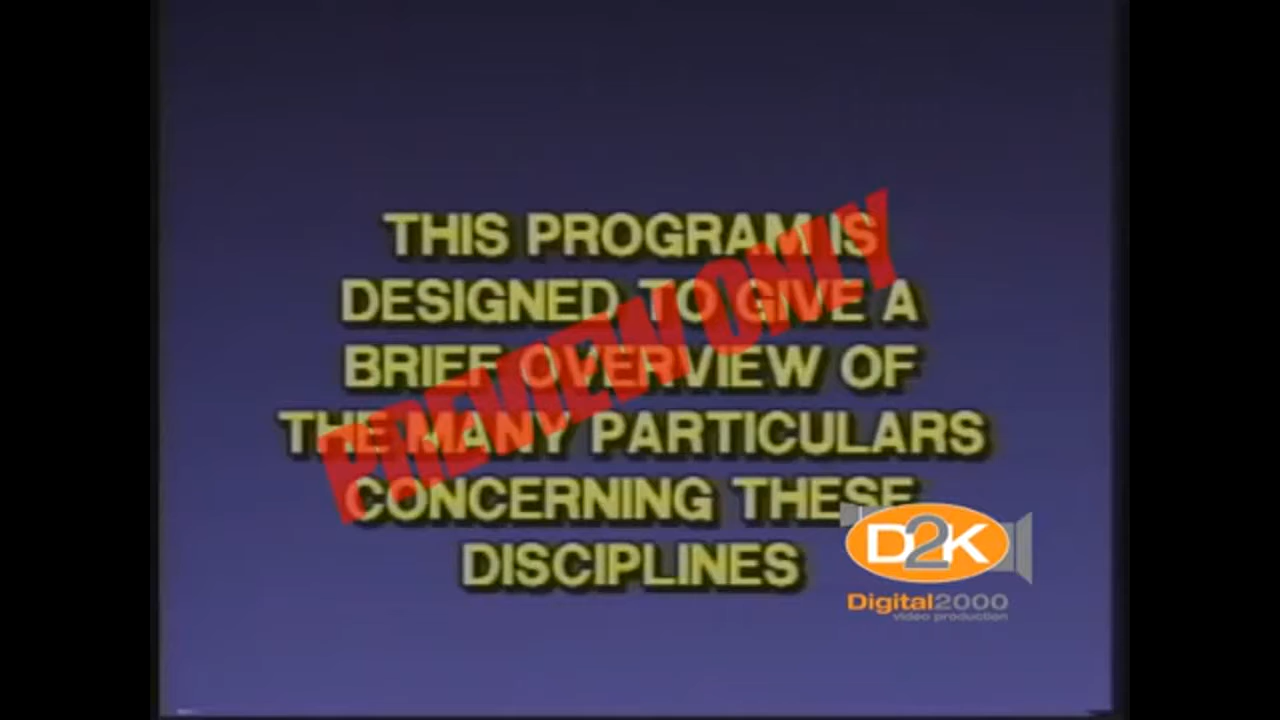 THIS PROGRAM IS
DESIGNED TO GIVE A
BRIEF OVERVIEW OF
THE MANY PARTICULARS
CONCERNING THESE
DISCIPLINES
PREVIEW ONLY
D2K
Digital2000
video production